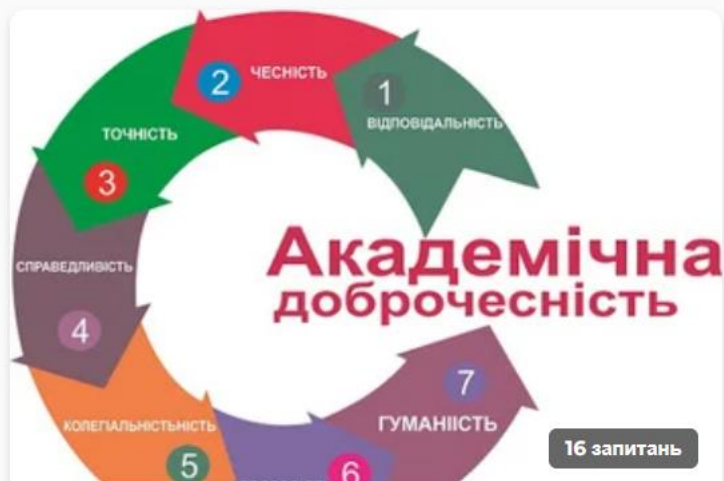 1
ВІДПОВІДАЛЬНІСТЬ
2
ЧЕСНІСТЬ
3
ТОЧНІСТЬ
4
СПРАВЕДЛИВІСТЬ
5
КОЛЕГІАЛЬНІСТЬНІСТЬ
6
7
ГУМАНІІСТЬ
Академічна
доброчесність
16 запитань